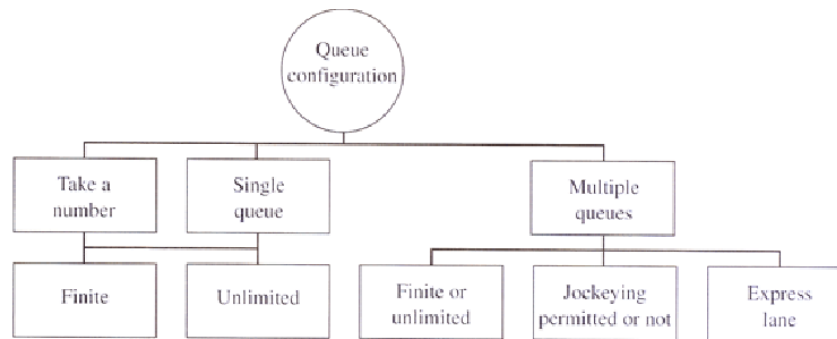 Queue
configuration
Take a
number
Single
queue
Multiple
queues
Finite
Unlimited
Finite or
unlimited
Jockeying
permitted or not
Express
lane